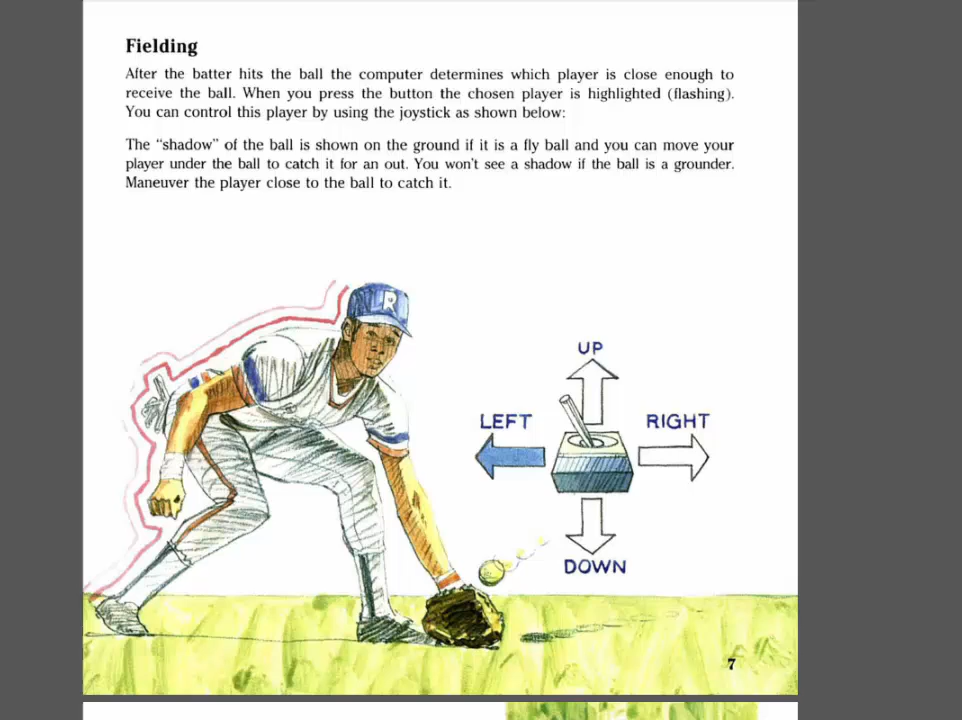 Fielding
After the batter hits the ball the computer determines which player is close enough to
receive the ball. When you press the button the chosen player is highlighted (flashing).
You can control this player by using the joystick as shown below:
The “shadow” of the ball is shown on the ground if it is a fly ball and you can move your
player under the ball to catch it for an out. You won't see a shadow if the ball is a grounder.
Maneuver the player close to the ball to catch it.
R
UP
LEFT
RIGHT
DOWN
7